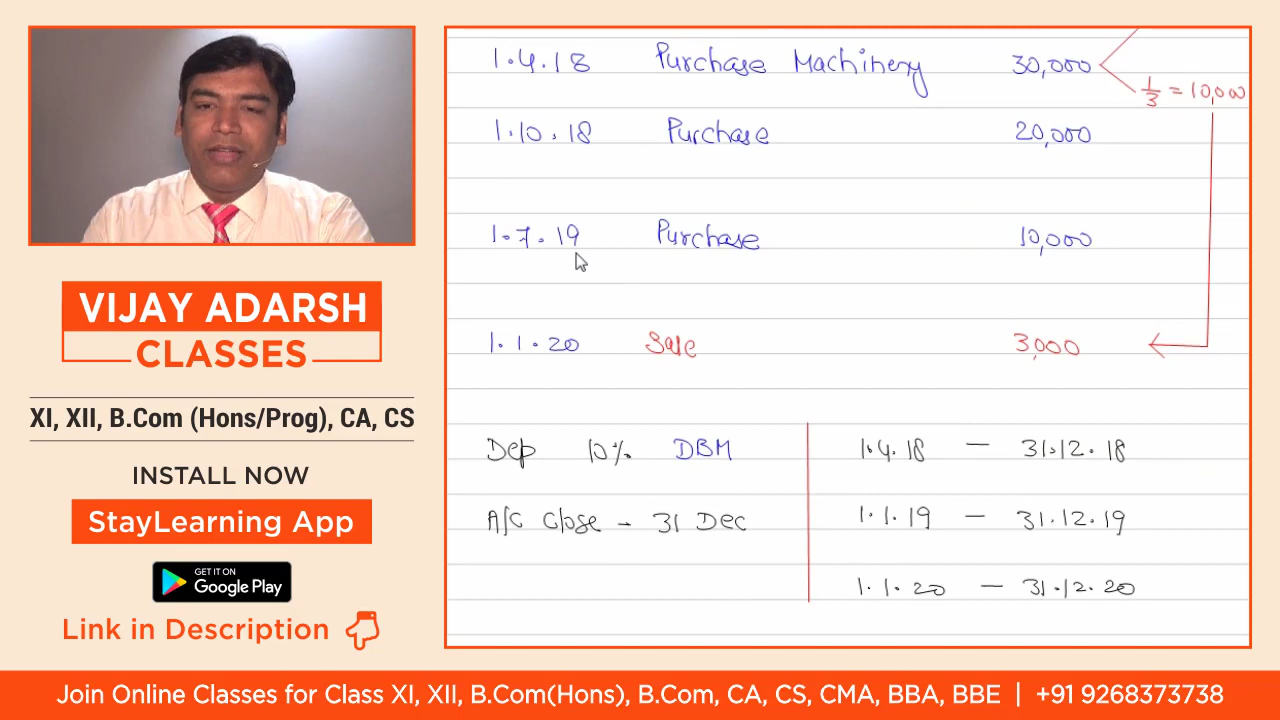 1.4.18 Purchase Machinery 30,000
1/3 = 10,000
1.10.18 Purchase 20,000
1.7.19 Purchase 10,000
1.1.20 Sale 3,000
Dep 10% DBM 1.4.18 – 31.12.18
A/C Close - 31 Dec 1.1.19 – 31.12.19
1.1.20 – 31.12.20
VIJAY ADARSH
CLASSES
XI, XII, B.Com (Hons/Prog), CA, CS
INSTALL NOW
StayLearning App
GET IT ON
Google Play
Link in Description
Join Online Classes for Class XI, XII, B.Com(Hons), B.Com, CA, CS, CMA, BBA, BBE | +91 9268373738